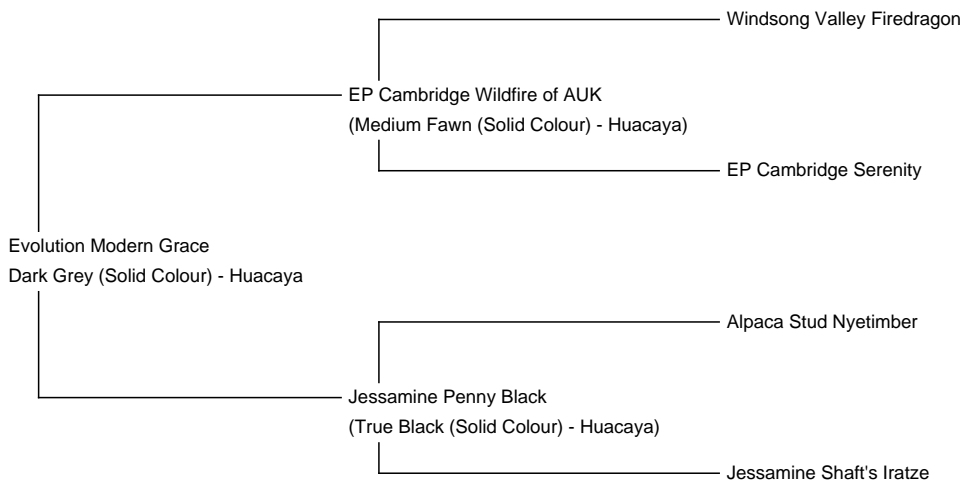 Windsong Valley Firedragon
EP Cambridge Wildfire of AUK
(Medium Fawn (Solid Colour) - Huacaya)
EP Cambridge Serenity
Evolution Modern Grace
Dark Grey (Solid Colour) - Huacaya
Alpaca Stud Nyetimber
Jessamine Penny Black
(True Black (Solid Colour) - Huacaya)
Jessamine Shaft's Iratze